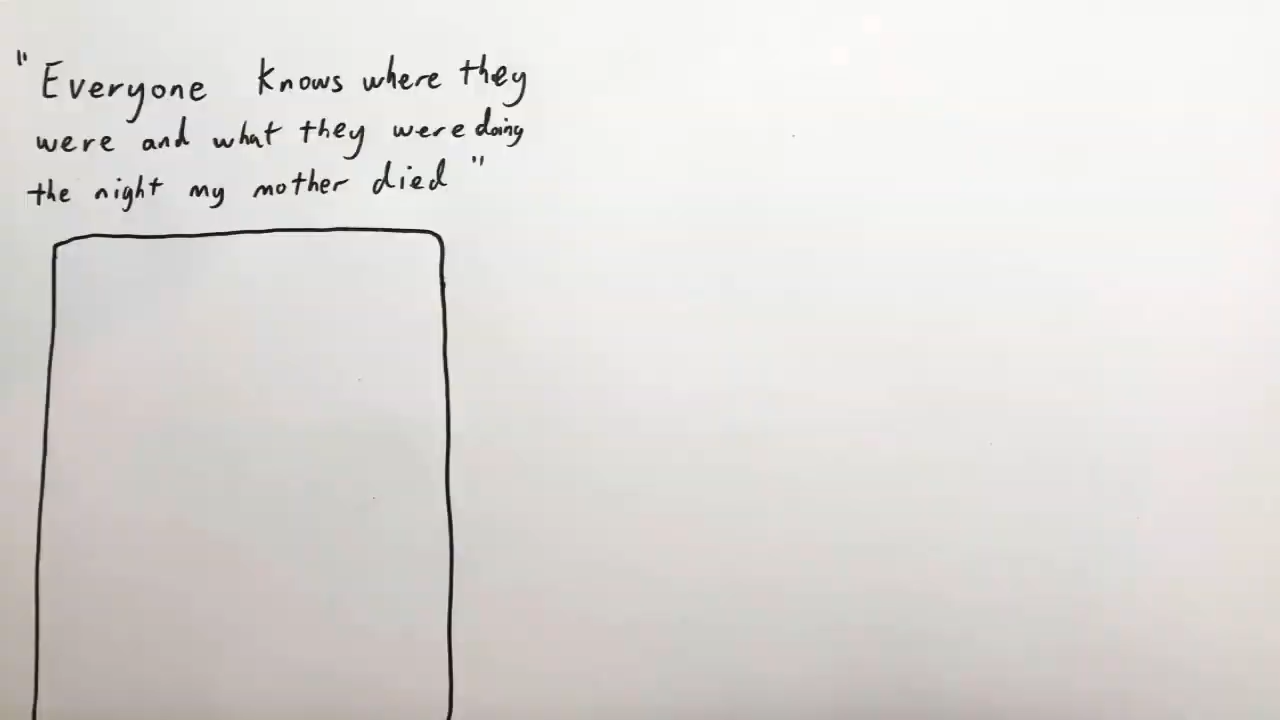 "Everyone knows where they
were and what they were doing
the night my mother died"